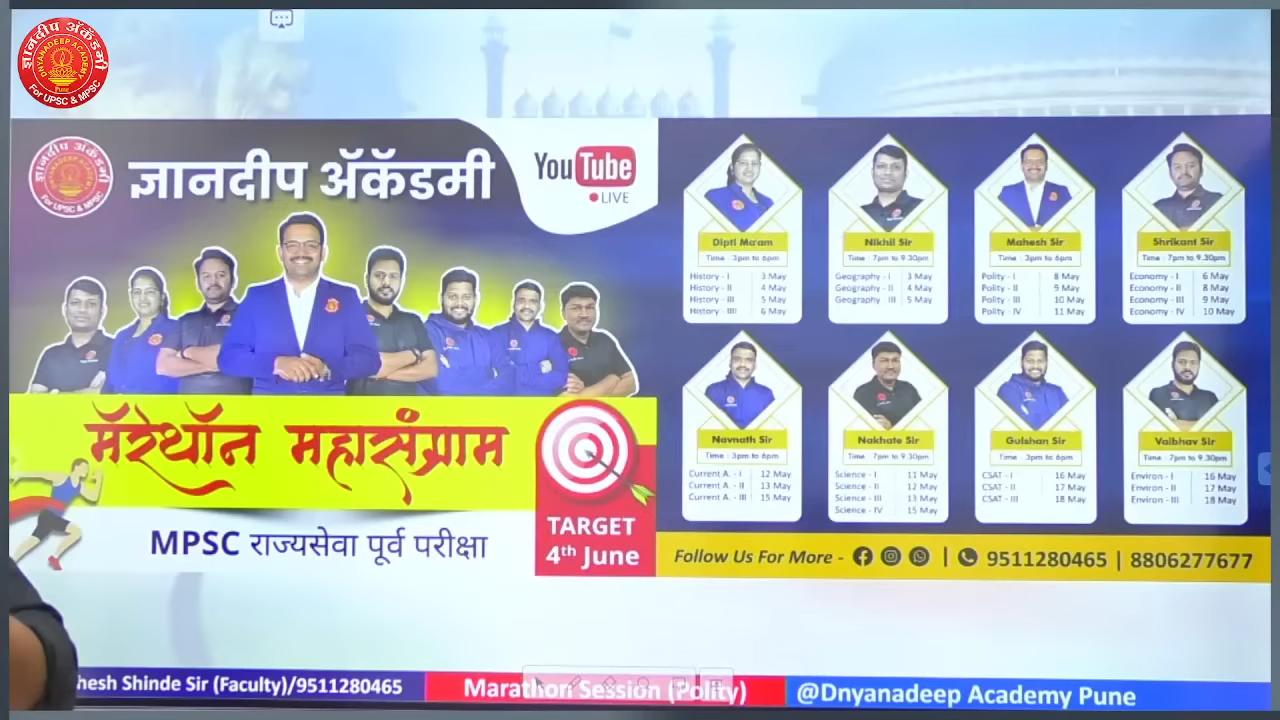 ज्ञानदीप ॲकॅडमी
DNYANADEEP ACADEMY
Pune
For UPSC & MPSC
ज्ञानदीप ॲकॅडमी
For UPSC & MPSC
ज्ञानदीप ॲकॅडमी
YouTube
LIVE
मॅरेथॉन महासंग्राम
MPSC राज्यसेवा पूर्व परीक्षा
TARGET
4th June
Dipti Ma'am
Time : 3pm to 6pm
History - I 3 May
History - II 4 May
History - III 5 May
History - IIII 6 May
Nikhil Sir
Time : 7pm to 9.30pm
Geography - I 3 May
Geography - II 4 May
Geography III 5 May
Mahesh Sir
Time : 3pm to 6pm
Polity - I 8 May
Polity - II 9 May
Polity - III 10 May
Polity - IV 11 May
Shrikant Sir
Time : 7pm to 9.30pm
Economy - I 6 May
Economy - II 8 May
Economy - III 9 May
Economy - IV 10 May
Navnath Sir
Time : 3pm to 6pm
Current A. - I 12 May
Current A. - II 13 May
Current A. - III 15 May
Nakhate Sir
Time : 7pm to 9.30pm
Science - I 11 May
Science - II 12 May
Science - III 13 May
Science - IV 15 May
Gulshan Sir
Time : 3pm to 6pm
CSAT - I 16 May
CSAT - II 17 May
CSAT - III 18 May
Vaibhav Sir
Time : 7pm to 9.30pm
Environ - I 16 May
Environ - II 17 May
Environ - III 18 May
Follow Us For More - | 9511280465 | 8806277677
hesh Shinde Sir (Faculty)/9511280465
Marathon Session (Polity)
@Dnyanadeep Academy Pune